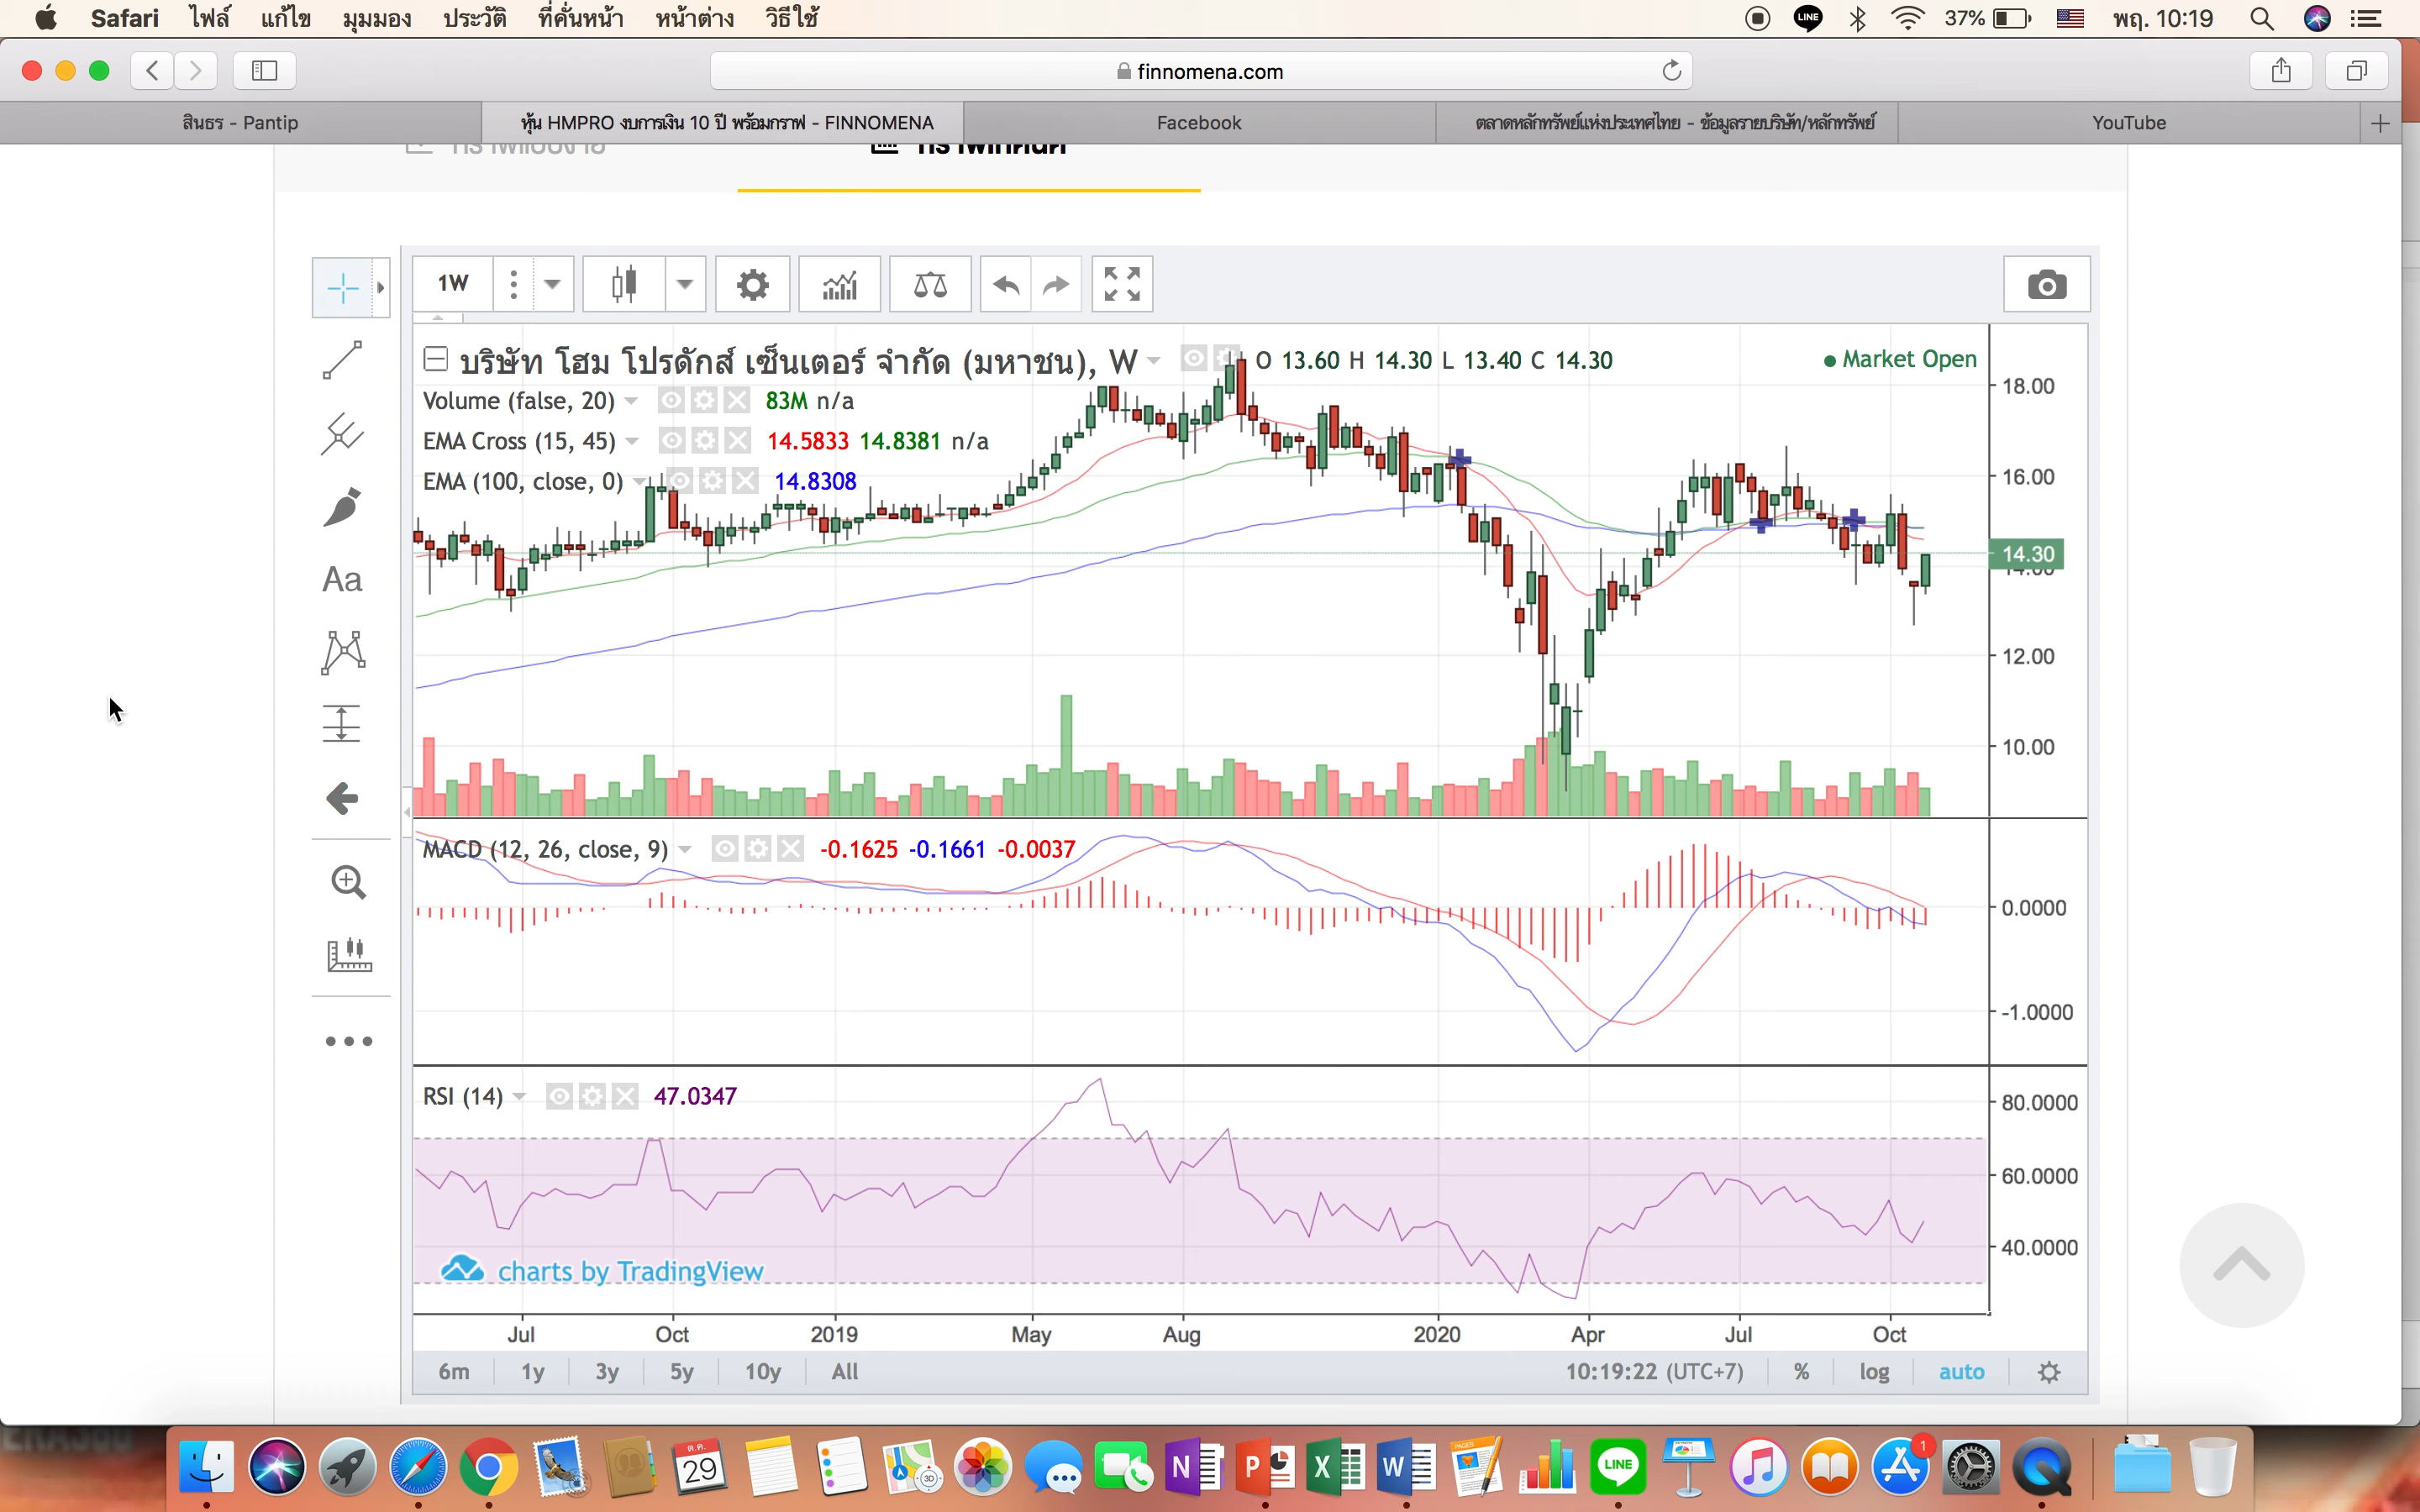 Safari ไฟล์ แก้ไข มุมมอง ประวัติ ที่คั่นหน้า หน้าต่าง วิธีใช้
LINE 37% พฤ. 10:19
finnomena.com
สินธร - Pantip
หุ้น HMPRO งบการเงิน 10 ปี พร้อมกราฟ - FINNOMENA
Facebook
ตลาดหลักทรัพย์แห่งประเทศไทย - ข้อมูลรายบริษัท/หลักทรัพย์
YouTube
1W
บริษัท โฮม โปรดักส์ เซ็นเตอร์ จำกัด (มหาชน), W O 13.60 H 14.30 L 13.40 C 14.30
Market Open
Volume (false, 20) 83M n/a
EMA Cross (15, 45) 14.5833 14.8381 n/a
EMA (100, close, 0) 14.8308
18.00
16.00
14.30
14.00
12.00
10.00
Aa
MACD (12, 26, close, 9) -0.1625 -0.1661 -0.0037
0.0000
-1.0000
RSI (14) 47.0347
80.0000
60.0000
40.0000
charts by TradingView
Jul Oct 2019 May Aug 2020 Apr Jul Oct
6m 1y 3y 5y 10y All 10:19:22 (UTC+7) % log auto
ต.ค.
29
3D
N
P
X
W
PAGES
LINE
1